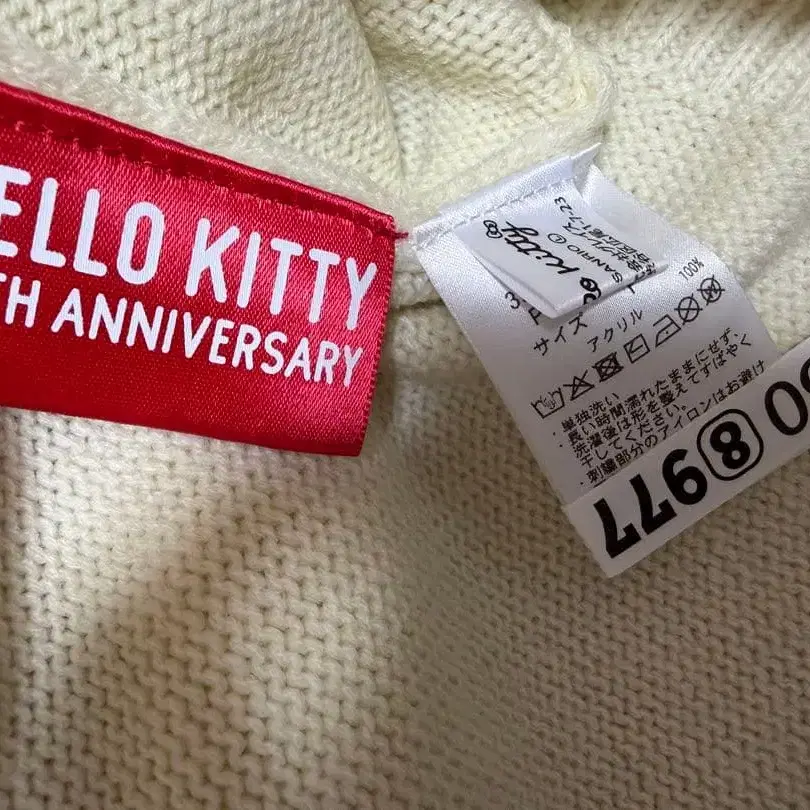 ELLO KITTY
TH ANNIVERSARY
kitty
SANRIO
1-7-23
サイズ
アクリル 100%
・単独洗い
・長い時間濡れたままにせず、
洗濯後は形を整えてすばやく
干してください。
・刺繍部分のアイロンはお避け
8 977